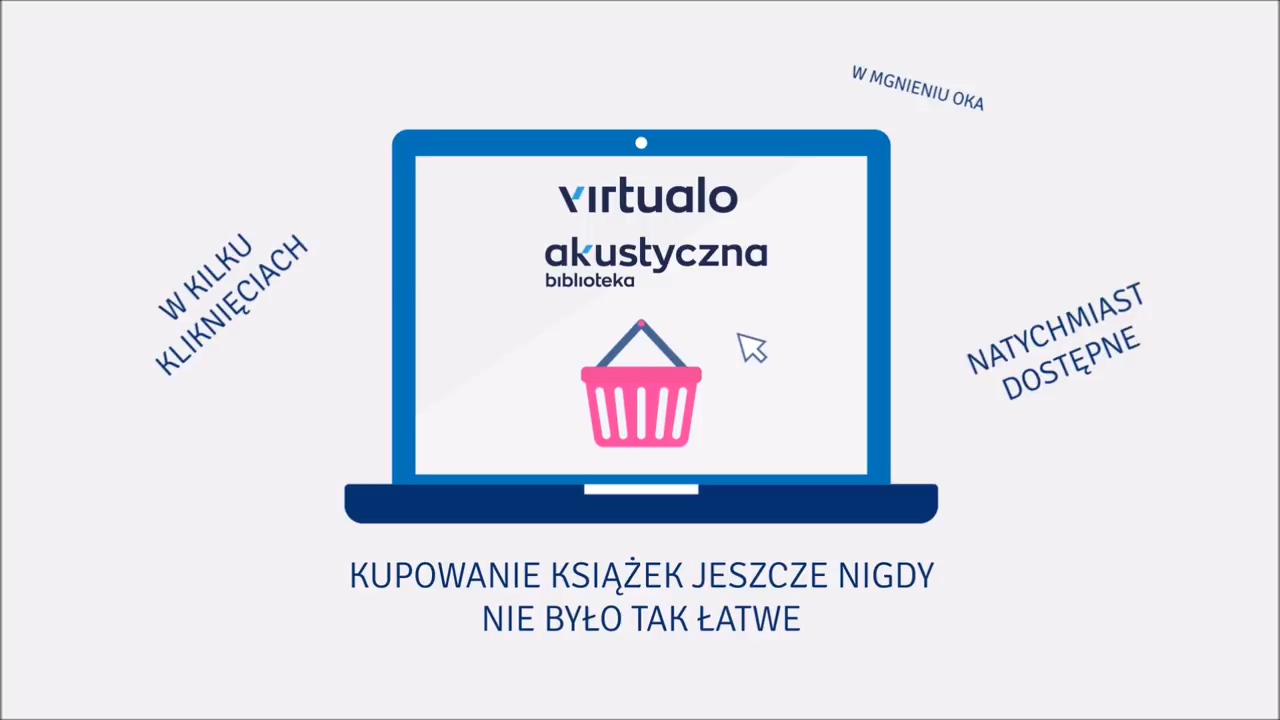 W MGNIENIU OKA
virtualo
akustyczna
biblioteka
W KILKU
KLIKNIĘCIACH
NATYCHMIAST
DOSTĘPNE
KUPOWANIE KSIĄŻEK JESZCZE NIGDY
NIE BYŁO TAK ŁATWE